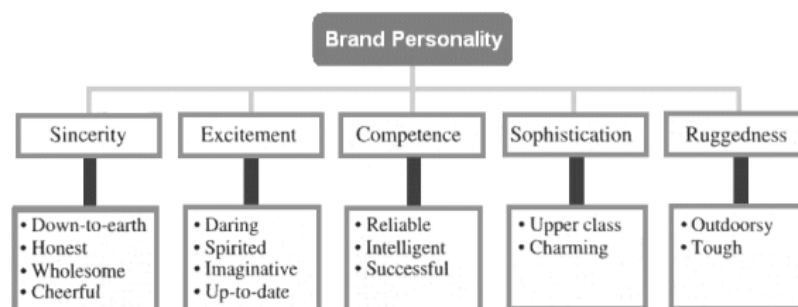 Brand Personality
Sincerity
Excitement
Competence
Sophistication
Ruggedness
• Down-to-earth
• Honest
• Wholesome
• Cheerful
• Daring
• Spirited
• Imaginative
• Up-to-date
• Reliable
• Intelligent
• Successful
• Upper class
• Charming
• Outdoorsy
• Tough